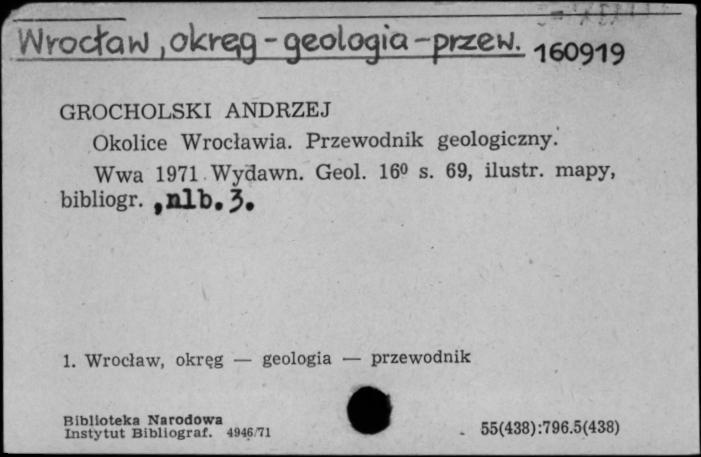 Wrocław, okręg - geologia - przew. 160919
GROCHOLSKI ANDRZEJ
Okolice Wrocławia. Przewodnik geologiczny.
Wwa 1971 Wydawn. Geol. 16⁰ s. 69, ilustr. mapy,
bibliogr. , nlb. 3.
1. Wrocław, okręg — geologia — przewodnik
Biblioteka Narodowa
Instytut Bibliograf. 4946/71
55(438):796.5(438)